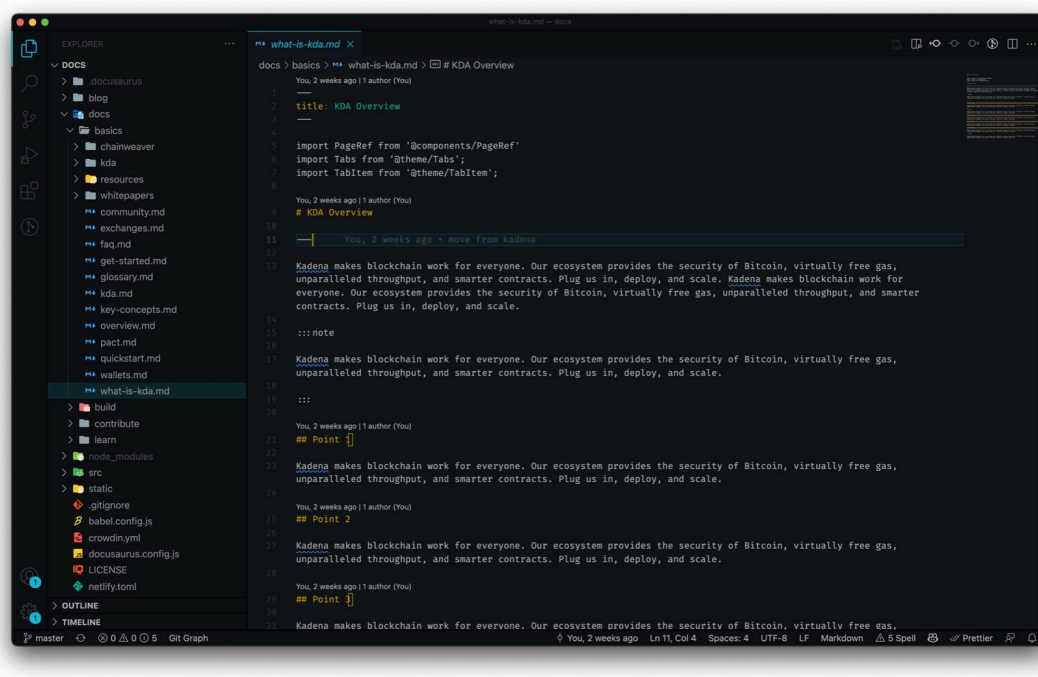 what-is-kda.md — docs
EXPLORER
DOCS
.docusaurus
blog
docs
basics
chainweaver
kda
resources
whitepapers
community.md
exchanges.md
faq.md
get-started.md
glossary.md
kda.md
key-concepts.md
overview.md
pact.md
quickstart.md
wallets.md
what-is-kda.md
build
contribute
learn
node_modules
src
static
.gitignore
babel.config.js
crowdin.yml
docusaurus.config.js
LICENSE
netlify.toml
OUTLINE
TIMELINE
what-is-kda.md
docs > basics > what-is-kda.md > # KDA Overview
You, 2 weeks ago | 1 author (You)
1 ---
2 title: KDA Overview
3 ---
4
5 import PageRef from '@components/PageRef'
6 import Tabs from '@theme/Tabs';
7 import TabItem from '@theme/TabItem';
8
You, 2 weeks ago | 1 author (You)
9 # KDA Overview
10
11 --- You, 2 weeks ago • move from kadena
12
13 Kadena makes blockchain work for everyone. Our ecosystem provides the security of Bitcoin, virtually free gas,
unparalleled throughput, and smarter contracts. Plug us in, deploy, and scale. Kadena makes blockchain work for
everyone. Our ecosystem provides the security of Bitcoin, virtually free gas, unparalleled throughput, and smarter
contracts. Plug us in, deploy, and scale.
14
15 :::note
16
17 Kadena makes blockchain work for everyone. Our ecosystem provides the security of Bitcoin, virtually free gas,
unparalleled throughput, and smarter contracts. Plug us in, deploy, and scale.
18
19 :::
20
You, 2 weeks ago | 1 author (You)
21 ## Point 1
22
23 Kadena makes blockchain work for everyone. Our ecosystem provides the security of Bitcoin, virtually free gas,
unparalleled throughput, and smarter contracts. Plug us in, deploy, and scale.
24
You, 2 weeks ago | 1 author (You)
25 ## Point 2
26
27 Kadena makes blockchain work for everyone. Our ecosystem provides the security of Bitcoin, virtually free gas,
unparalleled throughput, and smarter contracts. Plug us in, deploy, and scale.
28
You, 2 weeks ago | 1 author (You)
29 ## Point 3
30
31 Kadena makes blockchain work for everyone. Our ecosystem provides the security of Bitcoin, virtually free gas,
1
1
master 0 0 5 Git Graph You, 2 weeks ago Ln 11, Col 4 Spaces: 4 UTF-8 LF Markdown 5 Spell Prettier